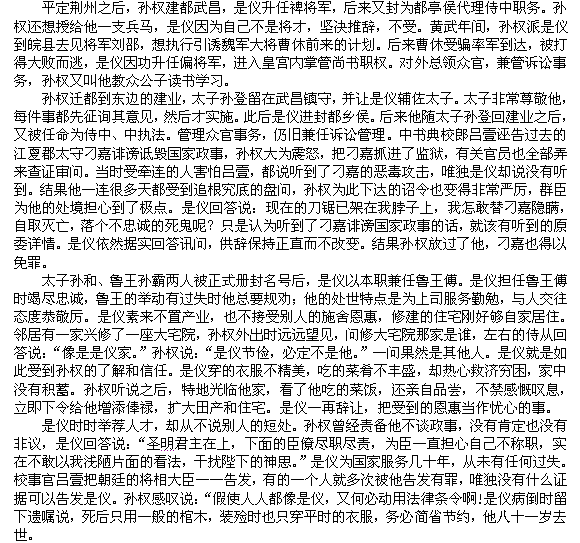 平定荆州之后，孙权建都武昌，是仪升任裨将军，后来又封为都亭侯代理侍中职务。孙
权还想授给他一支兵马，是仪因为自己不是将才，坚决推辞，不受。黄武年间，孙权派是仪
到皖县去见将军刘邵，想执行引诱魏军大将曹休前来的计划。后来曹休受骗率军到达，被打
得大败而逃，是仪因功升任偏将军，进入皇宫内掌管尚书职权。对外总领众官，兼管诉讼事
务，孙权又叫他教众公子读书学习。
孙权迁都到东边的建业，太子孙登留在武昌镇守，并让是仪辅佐太子。太子非常尊敬他，
每件事都先征询其意见，然后才实施。此后是仪进封都乡侯。后来他随太子孙登回建业之后，
又被任命为侍中、中执法。管理众官事务，仍旧兼任诉讼管理。中书典校郎吕壹诬告过去的
江夏郡太守刁嘉诽谤诋毁国家政事，孙权大为震怒，把刁嘉抓进了监狱，有关官员也全部弄
来查证审问。当时受牵连的人害怕吕壹，都说听到了刁嘉的恶毒攻击，唯独是仪却说没有听
到。结果他一连很多天都受到追根究底的盘问，孙权为此下达的诏令也变得非常严厉，群臣
为他的处境担心到了极点。是仪回答说：现在的刀锯已架在我脖子上，我怎敢替刁嘉隐瞒，
自取灭亡，落个不忠诚的死鬼呢？只是认为听到了刁嘉诽谤国家政事的话，就该有听到的原
委详情。是仪依然据实回答讯问，供辞保持正直而不改变。结果孙权放过了他，刁嘉也得以
免罪。
太子孙和、鲁王孙霸两人被正式册封名号后，是仪以本职兼任鲁王傅。是仪担任鲁王傅
时竭尽忠诚，鲁王的举动有过失时他总要规劝；他的处世特点是为上司服务勤勉，与人交往
态度恭敬厉。是仪素来不置产业，也不接受别人的施舍恩惠，修建的住宅刚好够自家居住。
邻居有一家兴修了一座大宅院，孙权外出时远远望见，问修大宅院那家是谁，左右的侍从回
答说：“像是是仪家。”孙权说：“是仪节俭，必定不是他。”一问果然是其他人。是仪就是如
此受到孙权的了解和信任。是仪穿的衣服不精美，吃的菜肴不丰盛，却热心救济穷困，家中
没有积蓄。孙权听说之后，特地光临他家，看了他吃的菜饭，还亲自品尝，不禁感慨叹息，
立即下令给他增添俸禄，扩大田产和住宅。是仪一再辞让，把受到的恩惠当作忧心的事。
是仪时时举荐人才，却从不说别人的短处。孙权曾经责备他不谈政事，没有肯定也没有
非议，是仪回答说：“圣明君主在上，下面的臣僚尽职尽责，为臣一直担心自己不称职，实
在不敢以我浅陋片面的看法，干扰陛下的神思。”是仪为国家服务几十年，从未有任何过失。
校事官吕壹把朝廷的将相大臣一一告发，有的一个人就多次被他告发有罪，唯独没有什么证
据可以告发是仪。孙权感叹说：“假使人人都像是仪，又何必动用法律条令啊!是仪病倒时留
下遗嘱说，死后只用一般的棺木，装殓时也只穿平时的衣服，务必简省节约，他八十一岁去
世。